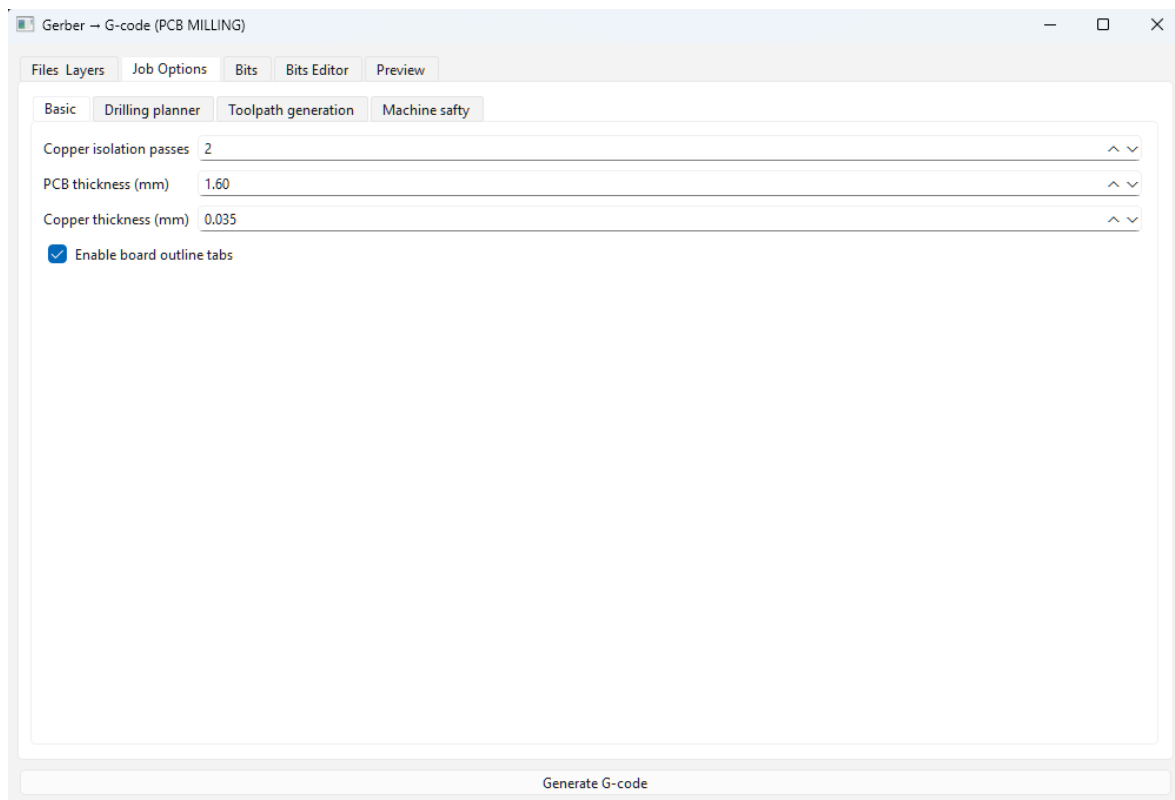 Gerber → G-code (PCB MILLING)
Files Layers Job Options Bits Bits Editor Preview
Basic Drilling planner Toolpath generation Machine safty
Copper isolation passes 2
PCB thickness (mm) 1.60
Copper thickness (mm) 0.035
Enable board outline tabs
Generate G-code